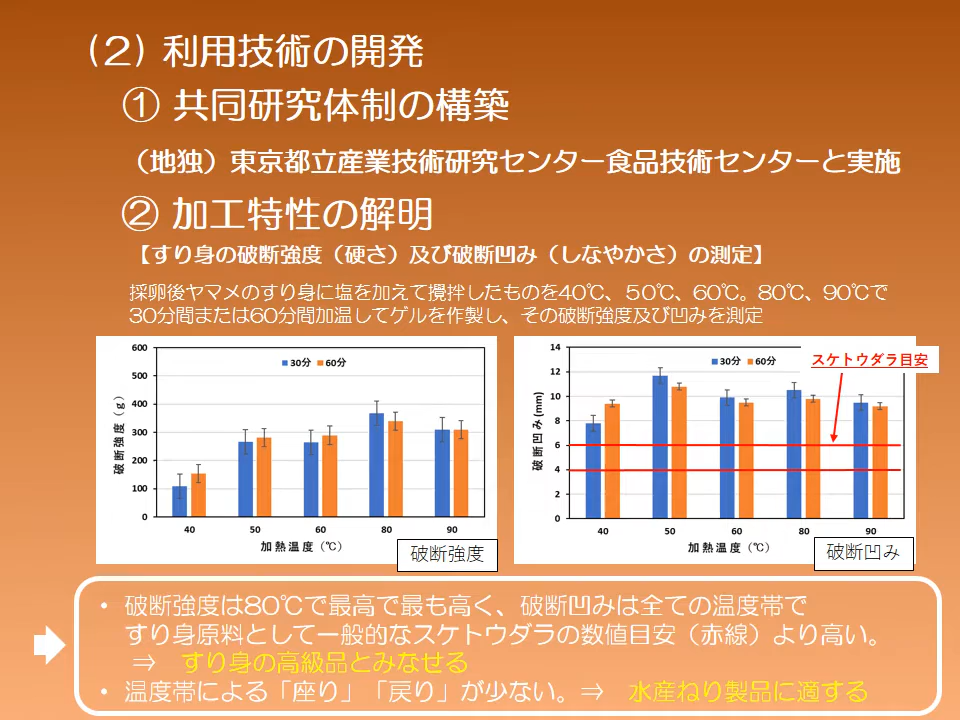 （２）利用技術の開発
① 共同研究体制の構築
（地独）東京都立産業技術研究センター食品技術センターと実施
② 加工特性の解明
【すり身の破断強度（硬さ）及び破断凹み（しなやかさ）の測定】
採卵後ヤマメのすり身に塩を加えて攪拌したものを40℃、５０℃、60℃。80℃、90℃で
30分間または60分間加温してゲルを作製し、その破断強度及び凹みを測定
600
500
400
300
200
100
0
破断強度（g）
30分 60分
40 50 60 80 90
加熱温度（℃）
破断強度
14
12
10
8
6
4
2
0
破断凹み(mm)
30分 60分
スケトウダラ目安
40 50 60 80 90
加熱温度（℃）
破断凹み
• 破断強度は80℃で最高で最も高く、破断凹みは全ての温度帯で
すり身原料として一般的なスケトウダラの数値目安（赤線）より高い。
⇒ すり身の高級品とみなせる
• 温度帯による「座り」「戻り」が少ない。⇒ 水産ねり製品に適する